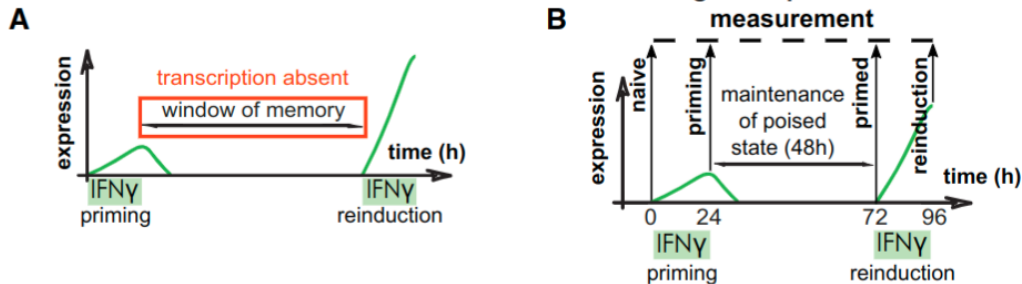 A
expression
transcription absent
window of memory
time (h)
IFNγ
priming
IFNγ
reinduction
B
measurement
expression
naive
priming
maintenance
of poised
state (48h)
primed
reinduction
time (h)
0
24
72
96
IFNγ
priming
IFNγ
reinduction